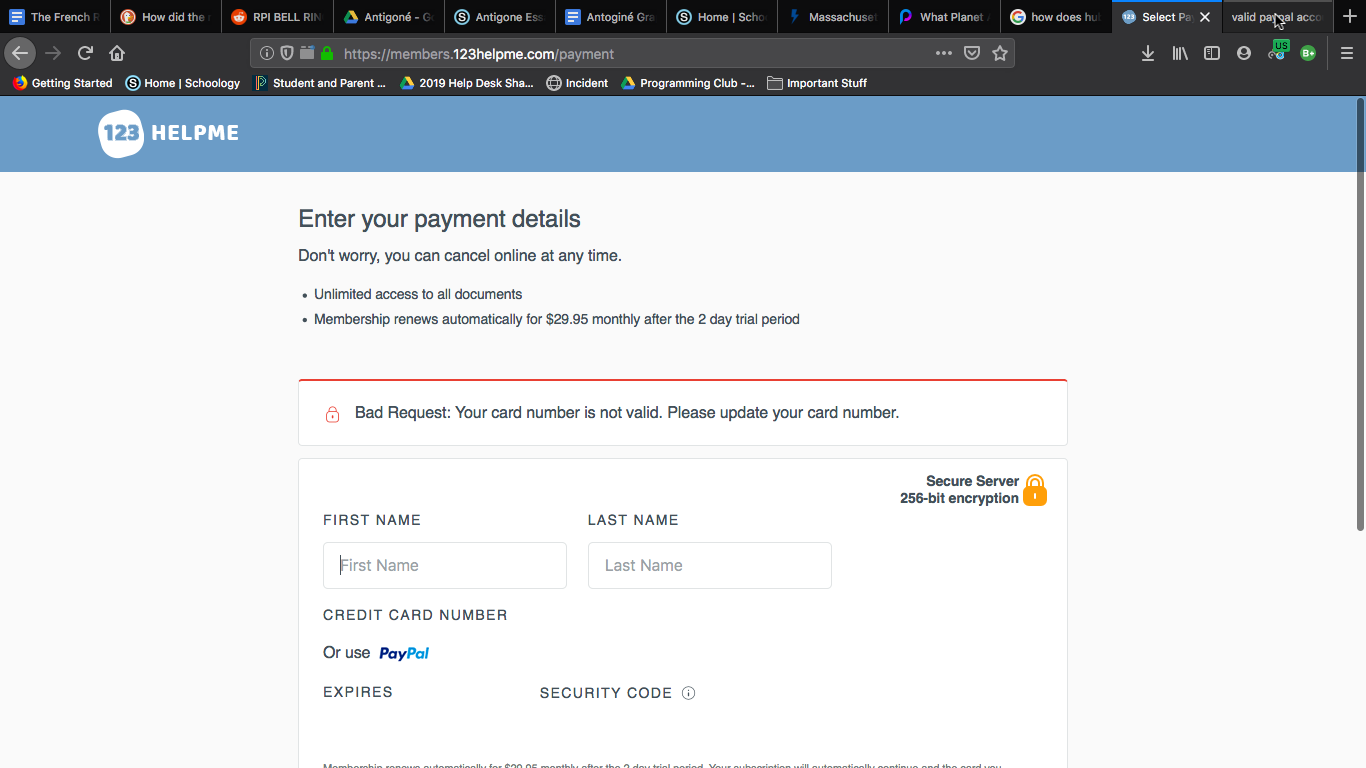 The French R
How did the r
RPI BELL RIN
Antigoné - Gr
Antigone Ess
Antoginé Gra
Home | Schoo
Massachuset
What Planet A
how does hu
123 Select Pay
valid paypal acco
https://members.123helpme.com/payment
US
B+
Getting Started
Home | Schoology
Student and Parent ...
2019 Help Desk Sha...
Incident
Programming Club -...
Important Stuff
123 HELPME
Enter your payment details
Don't worry, you can cancel online at any time.
• Unlimited access to all documents
• Membership renews automatically for $29.95 monthly after the 2 day trial period
Bad Request: Your card number is not valid. Please update your card number.
Secure Server
256-bit encryption
FIRST NAME
LAST NAME
First Name
Last Name
CREDIT CARD NUMBER
Or use PayPal
EXPIRES
SECURITY CODE
Membership renews automatically for $29.95 monthly after the 2 day trial period. Your subscription will automatically continue and the card you